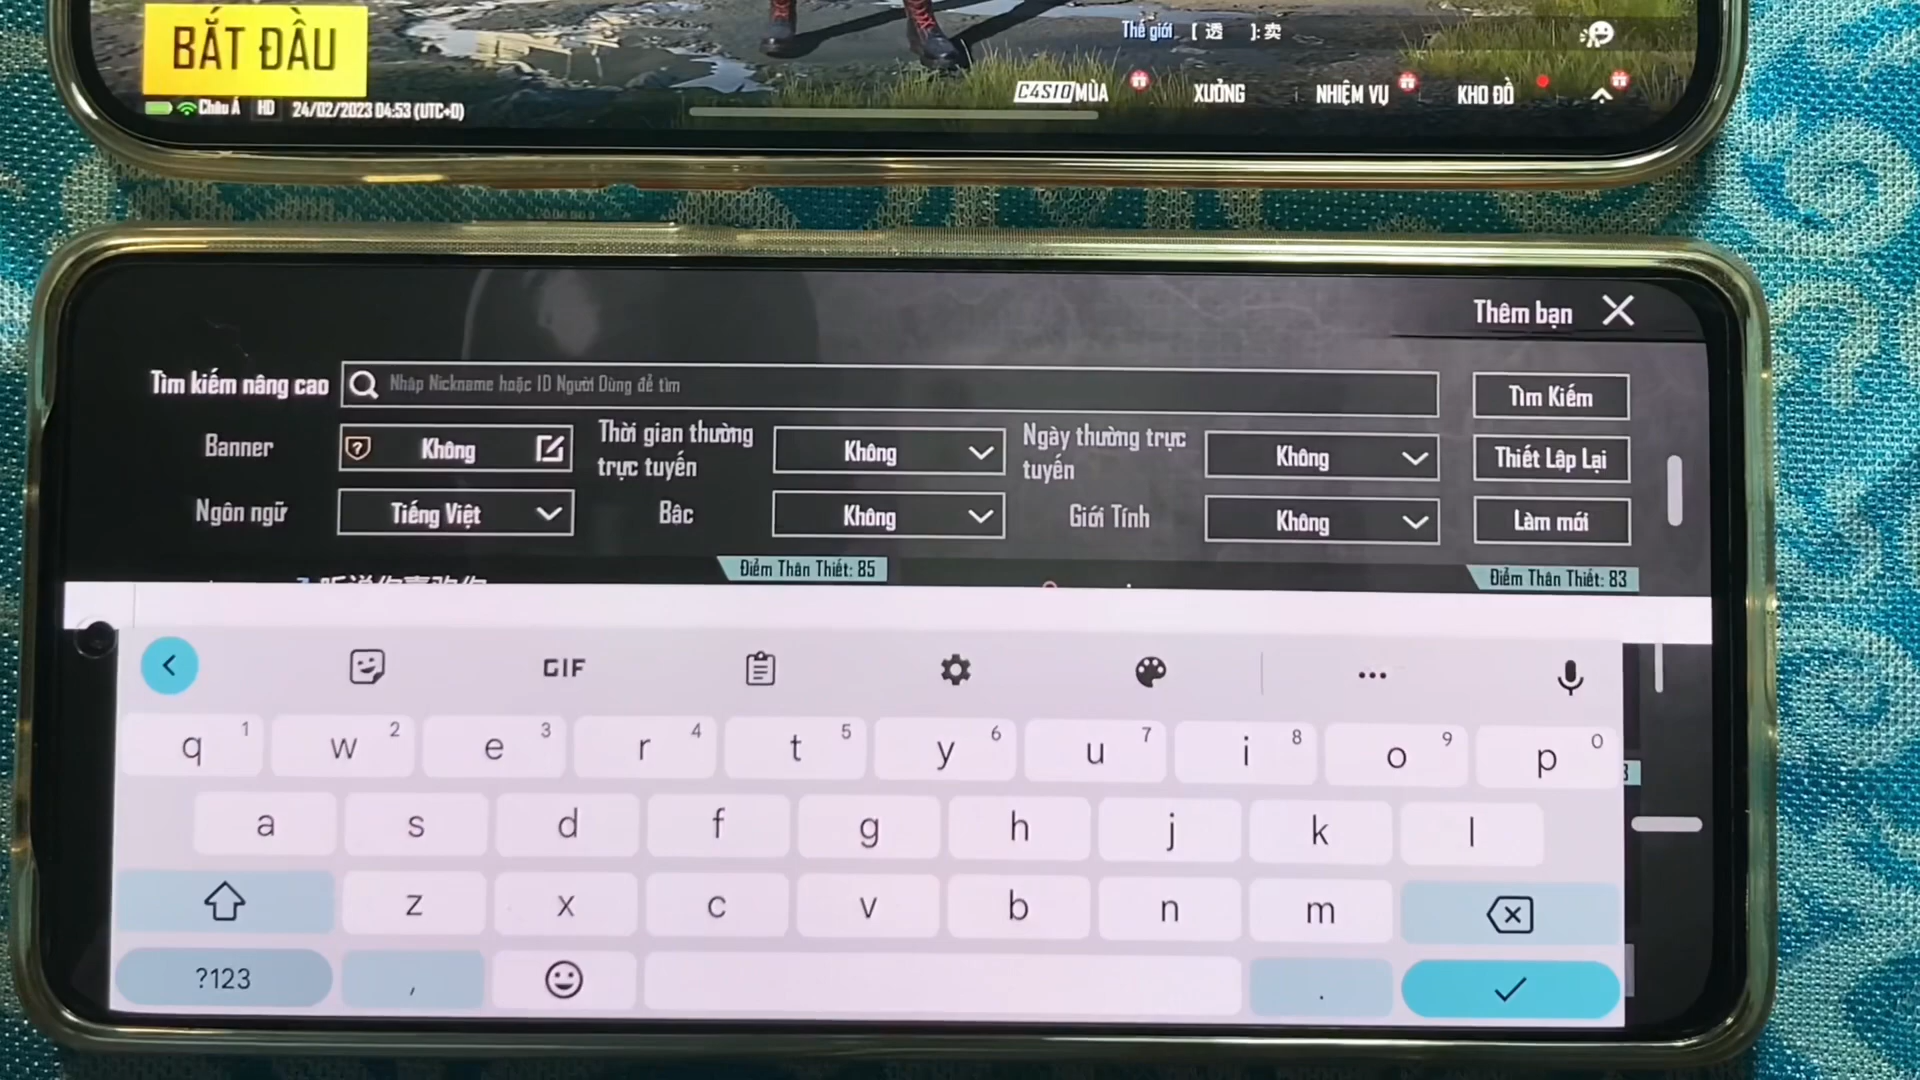 BẮT ĐẦU
Thế giới [ 透 ]: 卖
C4S10 MÙA XƯỞNG NHIỆM VỤ KHO ĐỒ
Châu Á HD 24/02/2023 04:53 (UTC+0)
Thêm bạn
Tìm kiếm nâng cao Nhập Nickname hoặc ID Người Dùng để tìm Tìm Kiếm
Banner Không Thời gian thường trực tuyến Không Ngày thường trực tuyến Không Thiết Lập Lại
Ngôn ngữ Tiếng Việt Bậc Không Giới Tính Không Làm mới
Điểm Thân Thiết: 85 Điểm Thân Thiết: 83
GIF
q 1 w 2 e 3 r 4 t 5 y 6 u 7 i 8 o 9 p 0
a s d f g h j k l
z x c v b n m
?123 , .